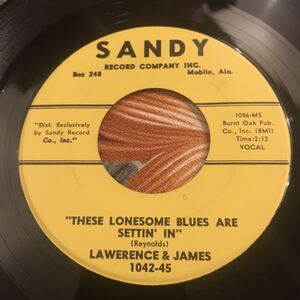 SANDY
RECORD COMPANY INC.
Box 248
Mobile, Ala.
"Dist. Exclusively
by Sandy Record
Co., Inc."
1086-MS
Burnt Oak Pub.
Co., Inc. (BMI)
Time: 2:12
VOCAL
"THESE LONESOME BLUES ARE
SETTIN' IN"
(Reynolds)
LAWERENCE & JAMES
1042-45